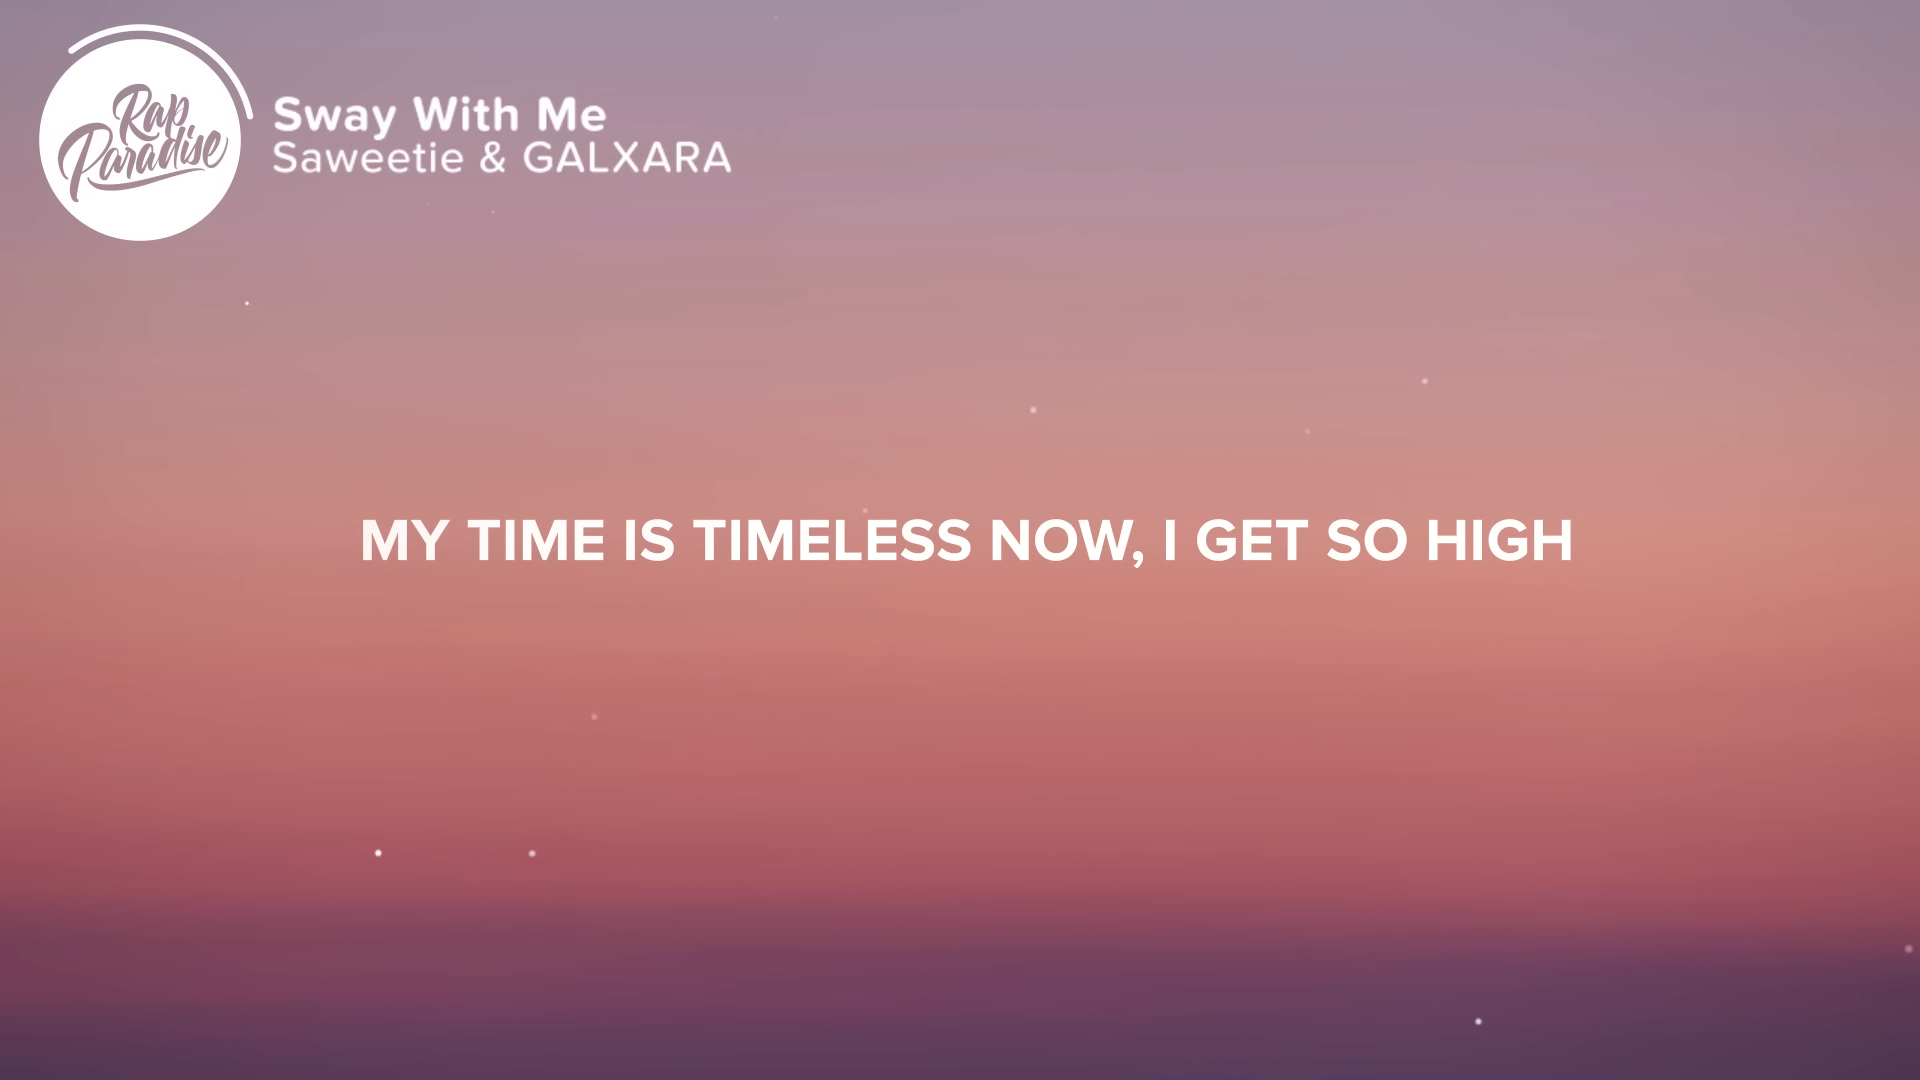 Rap
Paradise
Sway With Me
Saweetie & GALXARA
MY TIME IS TIMELESS NOW, I GET SO HIGH